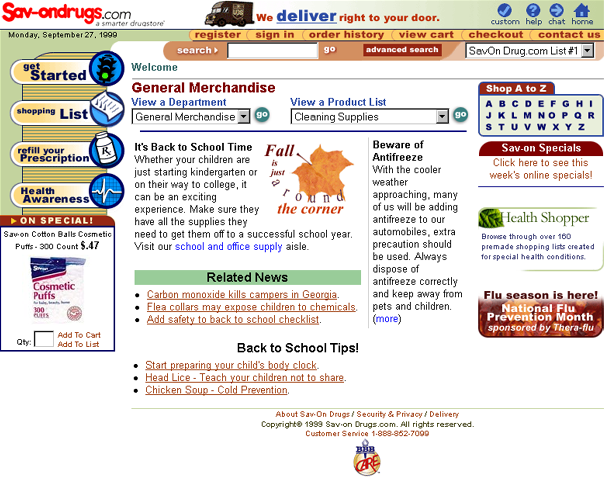 Sav-ondrugs.com
a smarter drugstore
We deliver right to your door.
custom help chat home
Monday, September 27, 1999
register sign in order history view cart checkout contact us
search go advanced search SavOn Drug.com List #1
get Started
shopping List
refill your Prescription
Health Awareness
ON SPECIAL!
Sav-on Cotton Balls Cosmetic
Puffs - 300 Count $.47
Sav-on
Cosmetic
Puffs
100
PUFFS
Qty: Add To Cart
Add To List
Welcome
General Merchandise
View a Department
General Merchandise go
View a Product List
Cleaning Supplies go
It's Back to School Time
Whether your children are
just starting kindergarten or
on their way to college, it
can be an exciting
experience. Make sure they
have all the supplies they
need to get them off to a successful school year.
Visit our school and office supply aisle.
Fall
is
just
around
the corner
Related News
Carbon monoxide kills campers in Georgia.
Flea collars may expose children to chemicals.
Add safety to back to school checklist.
Beware of
Antifreeze
With the cooler
weather
approaching, many
of us will be adding
antifreeze to our
automobiles, extra
precaution should
be used. Always
dispose of
antifreeze correctly
and keep away from
pets and children.
(more)
Back to School Tips!
Start preparing your child's body clock.
Head Lice - Teach your children not to share.
Chicken Soup - Cold Prevention.
Shop A to Z
A B C D E F G H I
J K L M N O P Q R
S T U V W X Y Z
Sav-on Specials
Click here to see this
week's online specials!
Health Shopper
Browse through over 160
premade shopping lists created
for special health conditions.
Flu season is here!
National Flu
Prevention Month
sponsored by Thera-flu
About Sav-On Drugs / Security & Privacy / Delivery
Copyright® 1999 Sav-on Drugs.com. All rights reserved.
Customer Service 1-888-852-7099
BBB
CARE